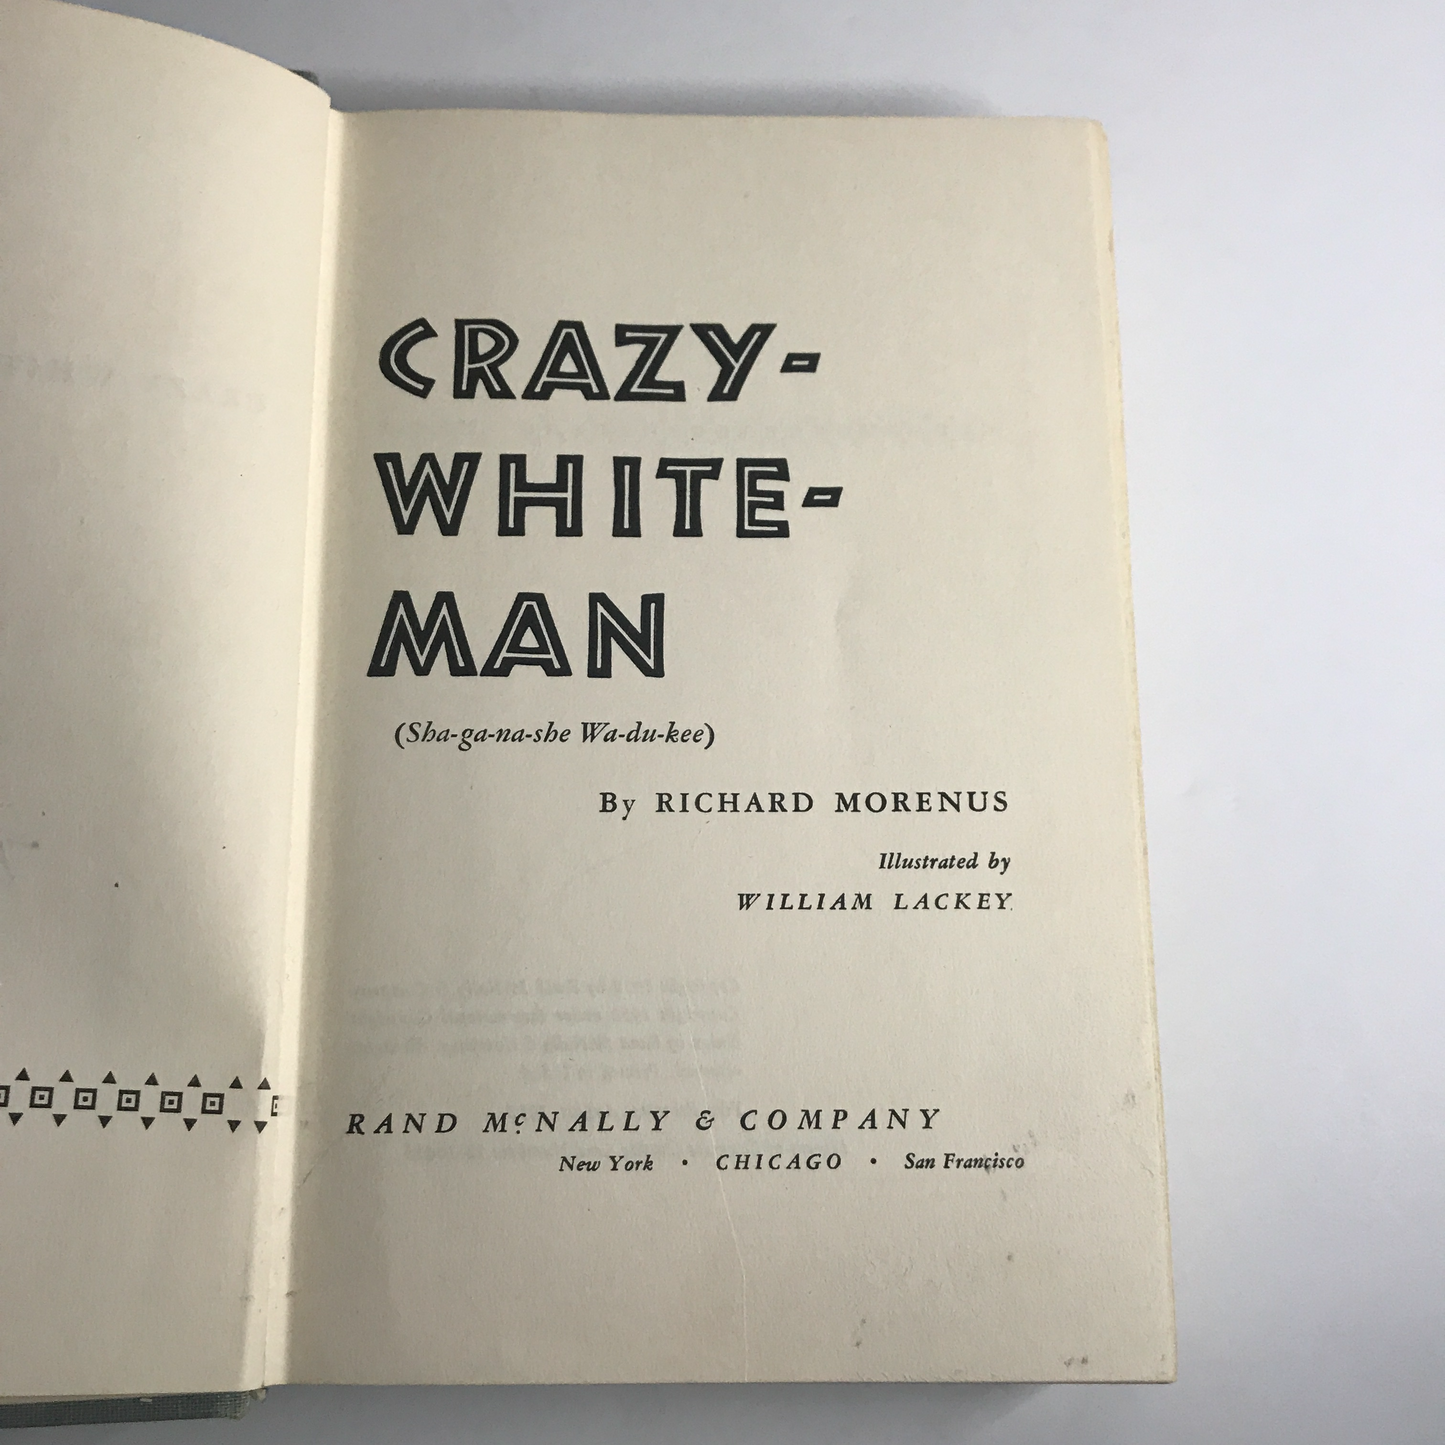 CRAZY-
WHITE-
MAN
(Sha-ga-na-she Wa-du-kee)
By RICHARD MORENUS
Illustrated by
WILLIAM LACKEY
RAND McNALLY & COMPANY
New York • CHICAGO • San Francisco